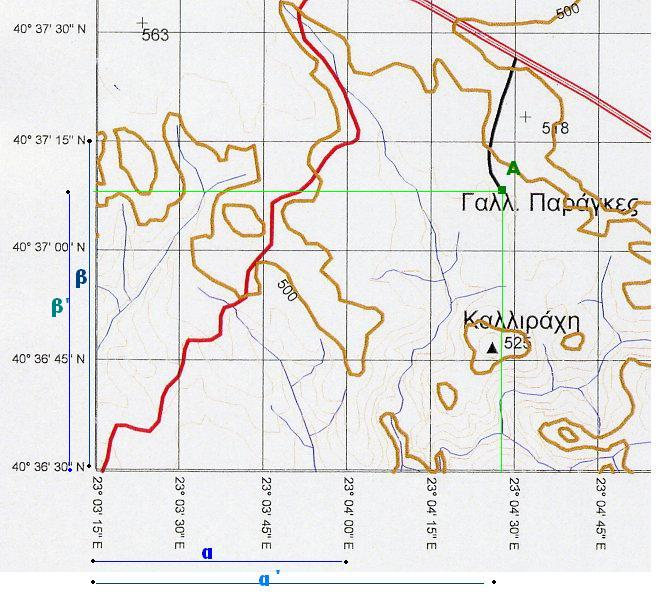 40° 37' 30" N
500
563
40° 37' 15" N
518
A
Γαλλ. Παράγκες
40° 37' 00" N
β
β'
500
Καλλιράχη
525
40° 36' 45" N
40° 36' 30" N
23° 03' 15" E
23° 03' 30" E
23° 03' 45" E
23° 04' 00" E
23° 04' 15" E
23° 04' 30" E
23° 04' 45" E
α
α'